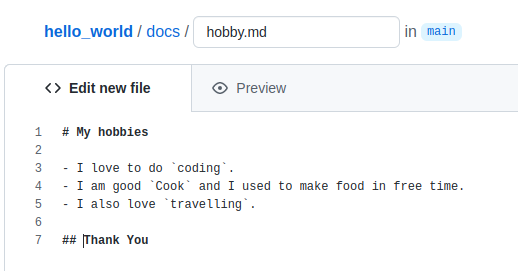 hello_world / docs / hobby.md in main
<> Edit new file Preview
1 # My hobbies
2
3 - I love to do `coding`.
4 - I am good `Cook` and I used to make food in free time.
5 - I also love `travelling`.
6
7 ## Thank You